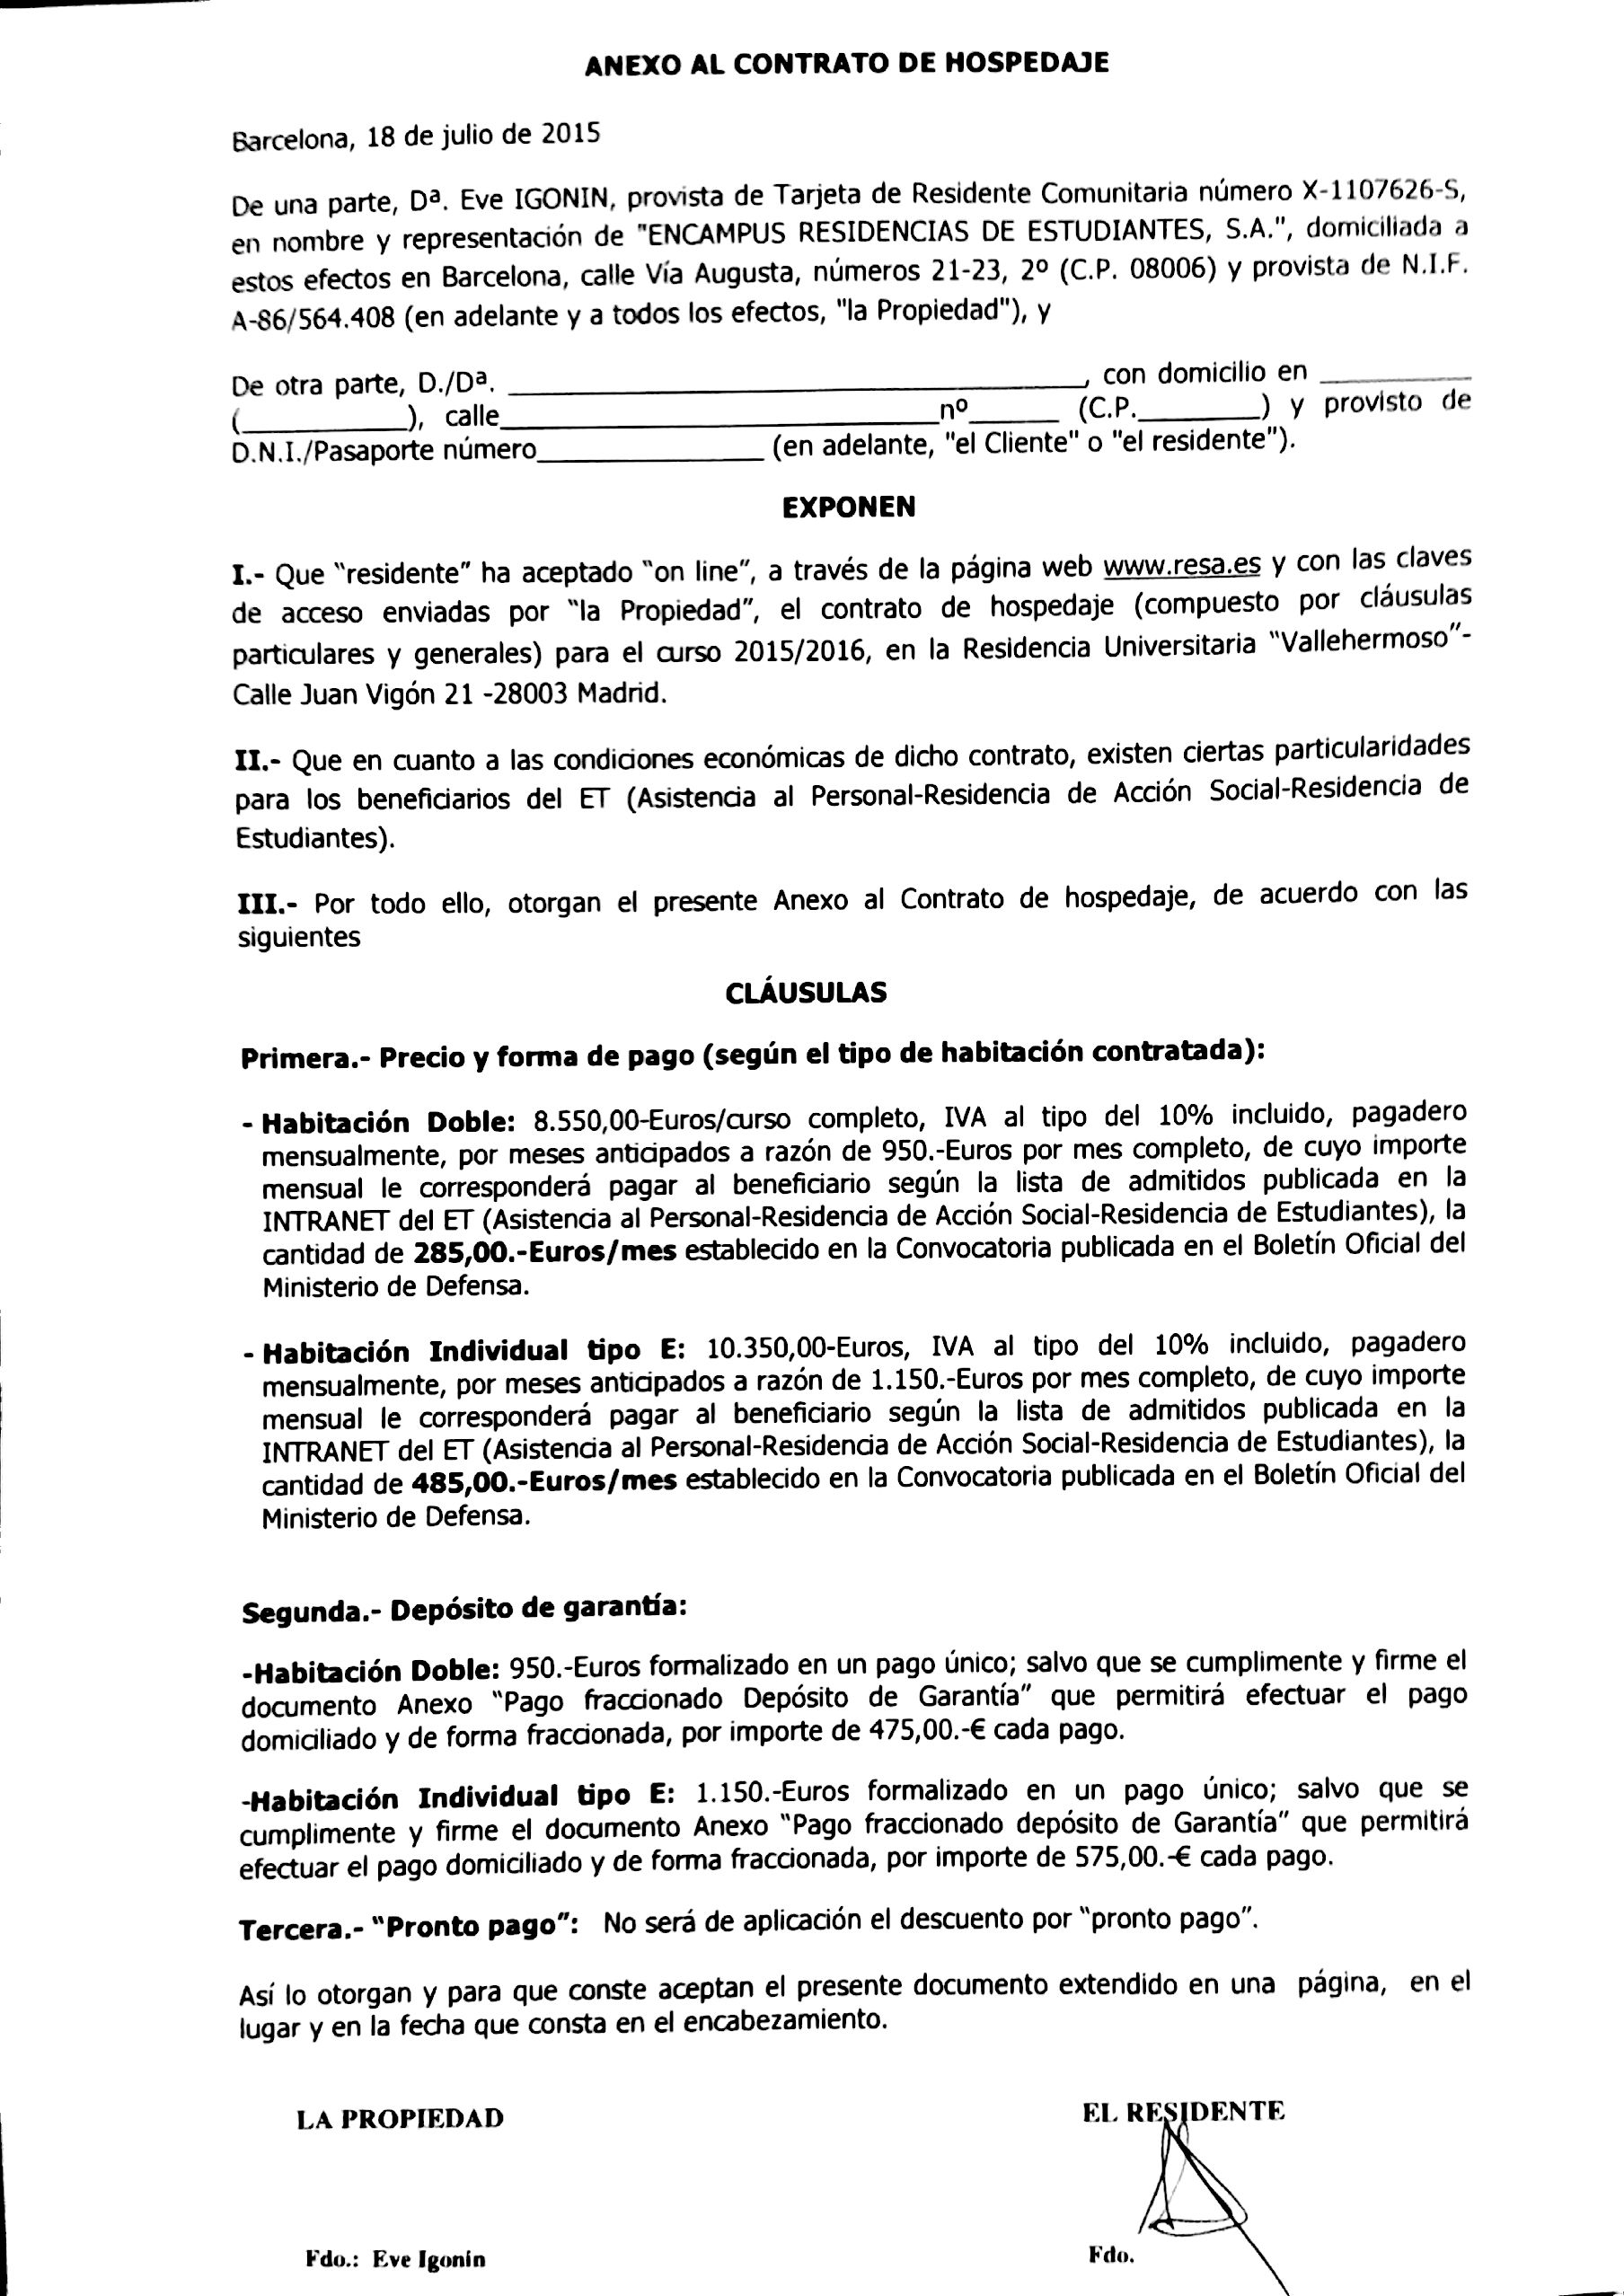 ANEXO AL CONTRATO DE HOSPEDAJE
Barcelona, 18 de julio de 2015
De una parte, Dª. Eve IGONIN, provista de Tarjeta de Residente Comunitaria número X-1107626-S,
en nombre y representación de "ENCAMPUS RESIDENCIAS DE ESTUDIANTES, S.A.", domiciliada a
estos efectos en Barcelona, calle Vía Augusta, números 21-23, 2º (C.P. 08006) y provista de N.I.F.
A-86/564.408 (en adelante y a todos los efectos, "la Propiedad"), y
De otra parte, D./Dª. ____________________, con domicilio en __________
(__________), calle____________________nº______ (C.P.________) y provisto de
D.N.I./Pasaporte número______________ (en adelante, "el Cliente" o "el residente").
EXPONEN
I.- Que “residente” ha aceptado “on line”, a través de la página web www.resa.es y con las claves
de acceso enviadas por “la Propiedad”, el contrato de hospedaje (compuesto por cláusulas
particulares y generales) para el curso 2015/2016, en la Residencia Universitaria “Vallehermoso”-
Calle Juan Vigón 21 -28003 Madrid.
II.- Que en cuanto a las condiciones económicas de dicho contrato, existen ciertas particularidades
para los beneficiarios del ET (Asistencia al Personal-Residencia de Acción Social-Residencia de
Estudiantes).
III.- Por todo ello, otorgan el presente Anexo al Contrato de hospedaje, de acuerdo con las
siguientes
CLÁUSULAS
Primera.- Precio y forma de pago (según el tipo de habitación contratada):
- Habitación Doble: 8.550,00-Euros/curso completo, IVA al tipo del 10% incluido, pagadero
mensualmente, por meses anticipados a razón de 950.-Euros por mes completo, de cuyo importe
mensual le corresponderá pagar al beneficiario según la lista de admitidos publicada en la
INTRANET del ET (Asistencia al Personal-Residencia de Acción Social-Residencia de Estudiantes), la
cantidad de 285,00.-Euros/mes establecido en la Convocatoria publicada en el Boletín Oficial del
Ministerio de Defensa.
- Habitación Individual tipo E: 10.350,00-Euros, IVA al tipo del 10% incluido, pagadero
mensualmente, por meses anticipados a razón de 1.150.-Euros por mes completo, de cuyo importe
mensual le corresponderá pagar al beneficiario según la lista de admitidos publicada en la
INTRANET del ET (Asistencia al Personal-Residencia de Acción Social-Residencia de Estudiantes), la
cantidad de 485,00.-Euros/mes establecido en la Convocatoria publicada en el Boletín Oficial del
Ministerio de Defensa.
Segunda.- Depósito de garantía:
-Habitación Doble: 950.-Euros formalizado en un pago único; salvo que se cumplimente y firme el
documento Anexo “Pago fraccionado Depósito de Garantía” que permitirá efectuar el pago
domiciliado y de forma fraccionada, por importe de 475,00.-€ cada pago.
-Habitación Individual tipo E: 1.150.-Euros formalizado en un pago único; salvo que se
cumplimente y firme el documento Anexo “Pago fraccionado depósito de Garantía” que permitirá
efectuar el pago domiciliado y de forma fraccionada, por importe de 575,00.-€ cada pago.
Tercera.- “Pronto pago”: No será de aplicación el descuento por “pronto pago”.
Así lo otorgan y para que conste aceptan el presente documento extendido en una página, en el
lugar y en la fecha que consta en el encabezamiento.
LA PROPIEDAD
EL RESIDENTE
Fdo.: Eve Igonin
Fdo.